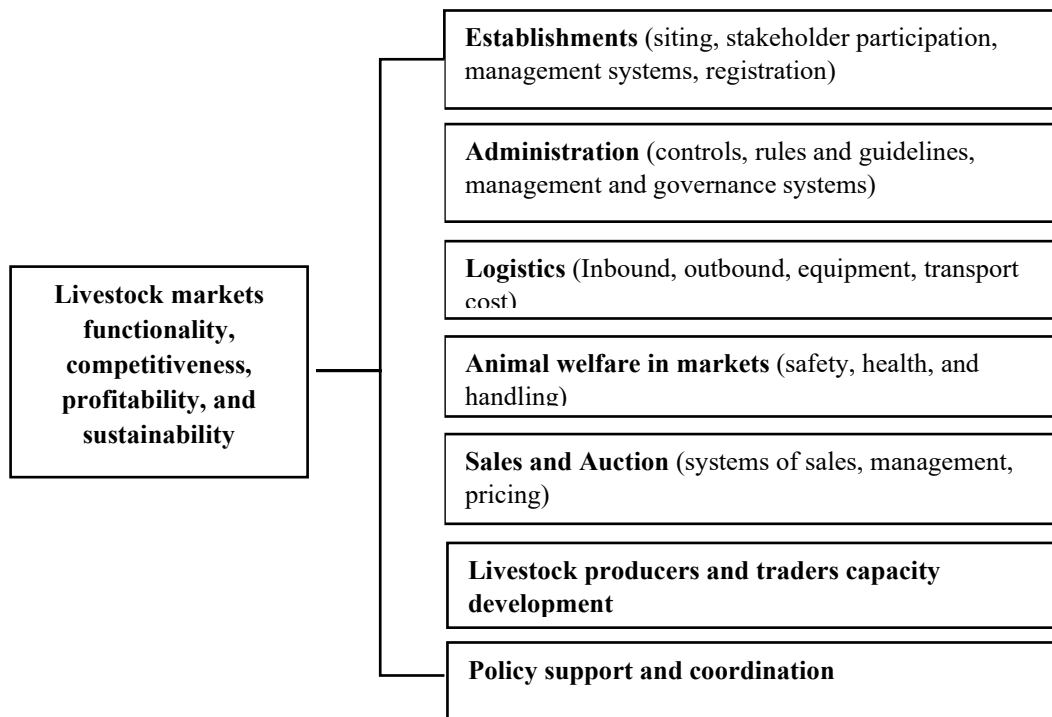 Establishments (siting, stakeholder participation,
management systems, registration)
Administration (controls, rules and guidelines,
management and governance systems)
Logistics (Inbound, outbound, equipment, transport
cost)
Livestock markets
functionality,
competitiveness,
profitability, and
sustainability
Animal welfare in markets (safety, health, and
handling)
Sales and Auction (systems of sales, management,
pricing)
Livestock producers and traders capacity
development
Policy support and coordination